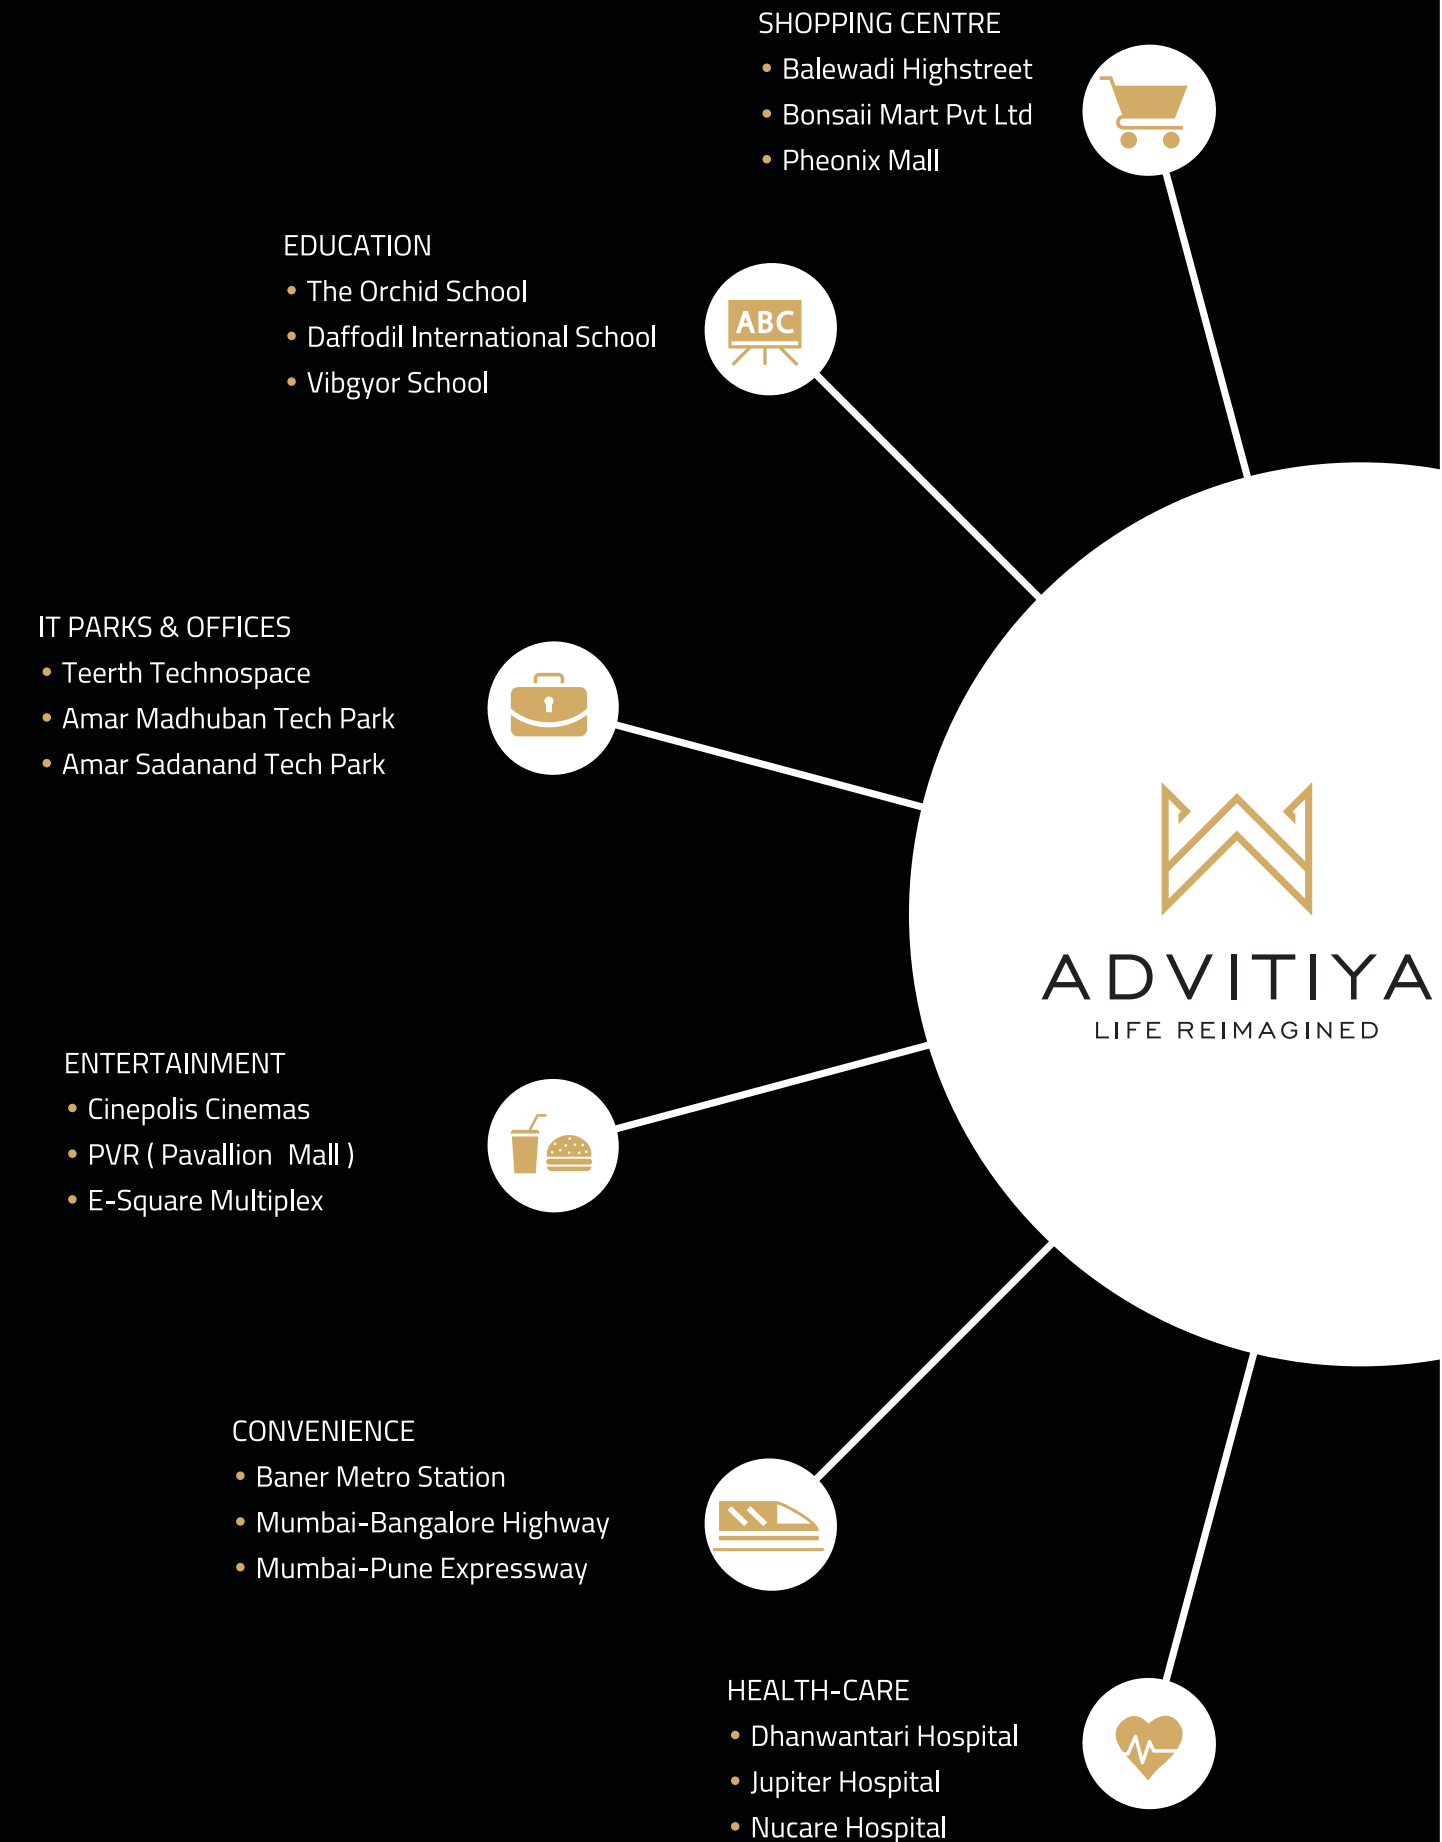 SHOPPING CENTRE
• Balewadi Highstreet
• Bonsaii Mart Pvt Ltd
• Pheonix Mall
EDUCATION
• The Orchid School
• Daffodil International School
• Vibgyor School
ABC
IT PARKS & OFFICES
• Teerth Technospace
• Amar Madhuban Tech Park
• Amar Sadanand Tech Park
ADVITIYA
LIFE REIMAGINED
ENTERTAINMENT
• Cinepolis Cinemas
• PVR ( Pavallion Mall )
• E-Square Multiplex
CONVENIENCE
• Baner Metro Station
• Mumbai-Bangalore Highway
• Mumbai-Pune Expressway
HEALTH-CARE
• Dhanwantari Hospital
• Jupiter Hospital
• Nucare Hospital